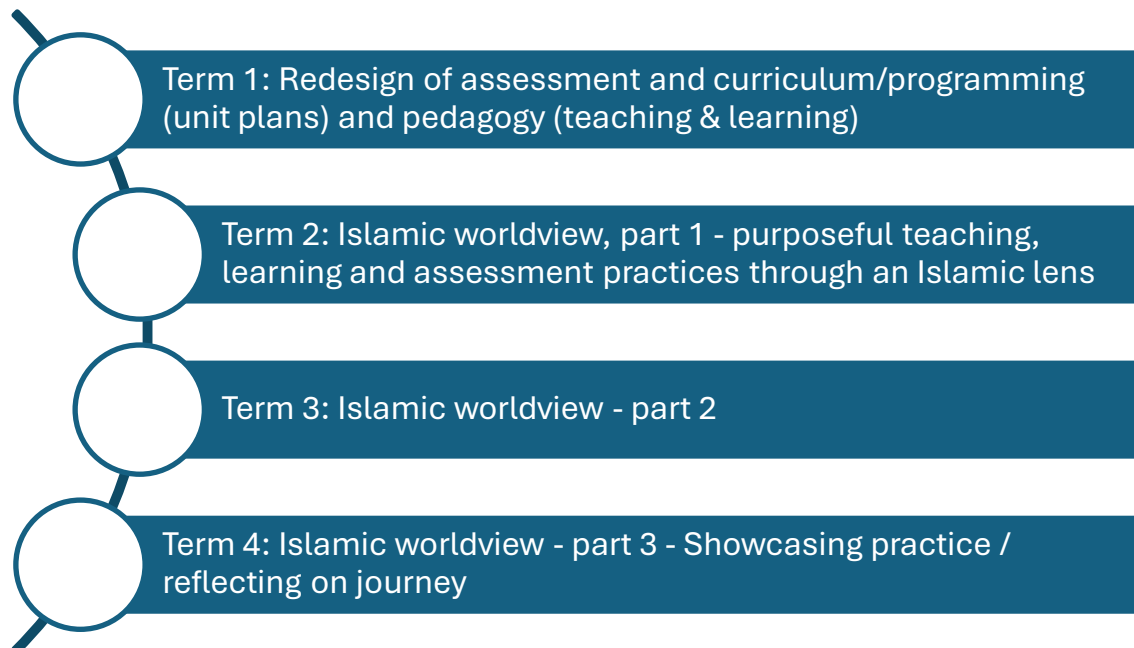 Term 1: Redesign of assessment and curriculum/programming
(unit plans) and pedagogy (teaching & learning)
Term 2: Islamic worldview, part 1 - purposeful teaching,
learning and assessment practices through an Islamic lens
Term 3: Islamic worldview - part 2
Term 4: Islamic worldview - part 3 - Showcasing practice /
reflecting on journey